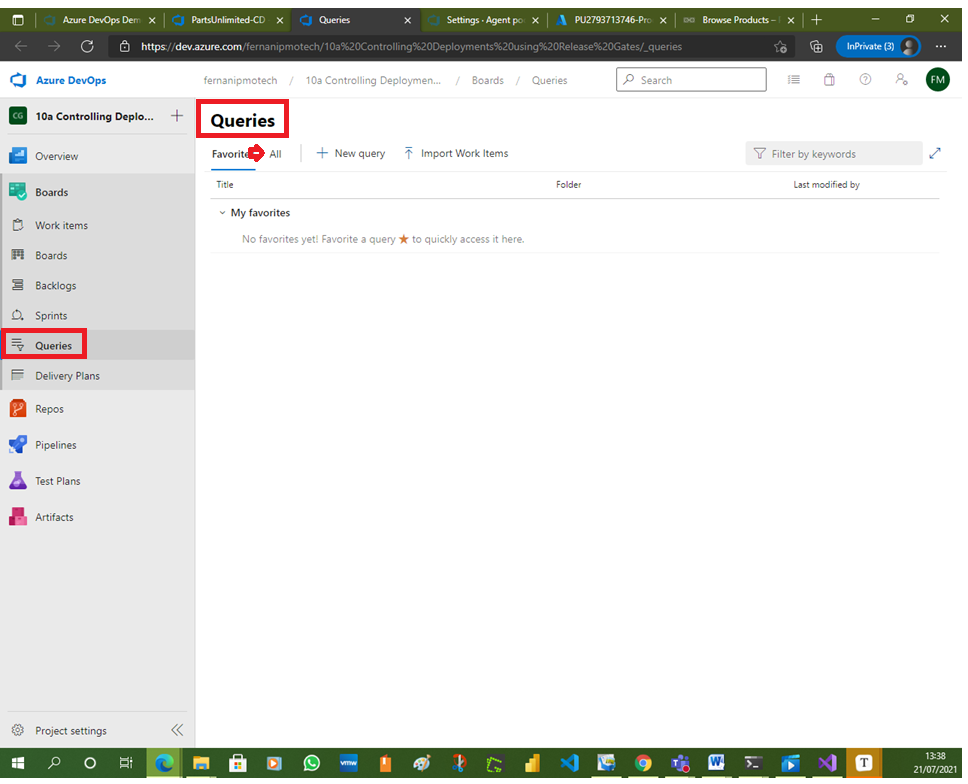 Azure DevOps Dem
PartsUnlimited-CD
Queries
Settings · Agent po
PU2793713746-Pro
Browse Products –
https://dev.azure.com/fernanipmotech/10a%20Controlling%20Deployments%20using%20Release%20Gates/_queries
InPrivate (3)
Azure DevOps
fernanipmotech / 10a Controlling Deploymen... / Boards / Queries
Search
FM
CG
10a Controlling Deplo...
Overview
Boards
Work items
Boards
Backlogs
Sprints
Queries
Delivery Plans
Repos
Pipelines
Test Plans
Artifacts
Project settings
Queries
Favorite
All
New query
Import Work Items
Filter by keywords
Title
Folder
Last modified by
My favorites
No favorites yet! Favorite a query ★ to quickly access it here.
vmw
T
13:38
21/07/2021